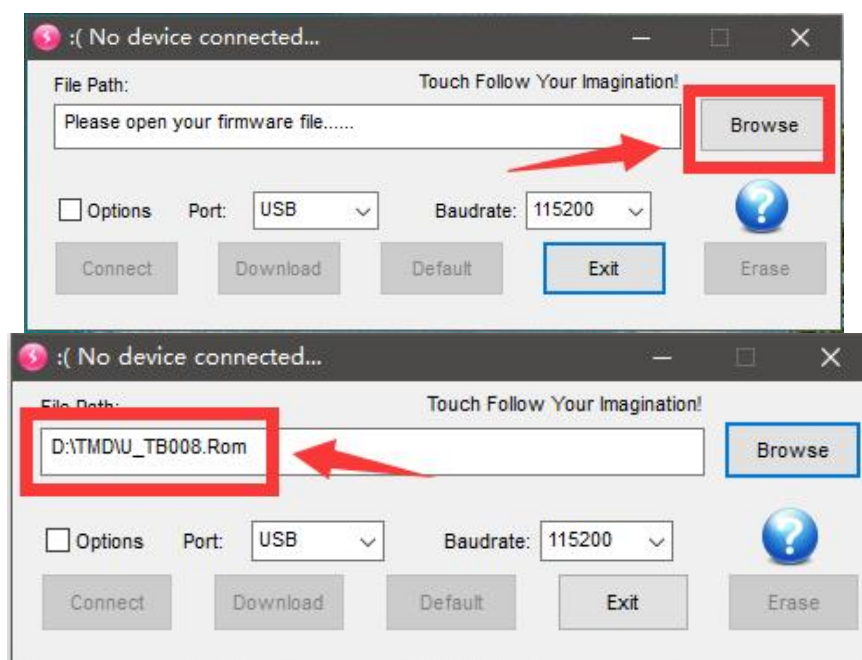 :( No device connected...
File Path:
Touch Follow Your Imagination!
Please open your firmware file......
Browse
Options Port: USB Baudrate: 115200
Connect Download Default Exit Erase
:( No device connected...
File Path:
Touch Follow Your Imagination!
D:\TMD\U_TB008.Rom
Browse
Options Port: USB Baudrate: 115200
Connect Download Default Exit Erase